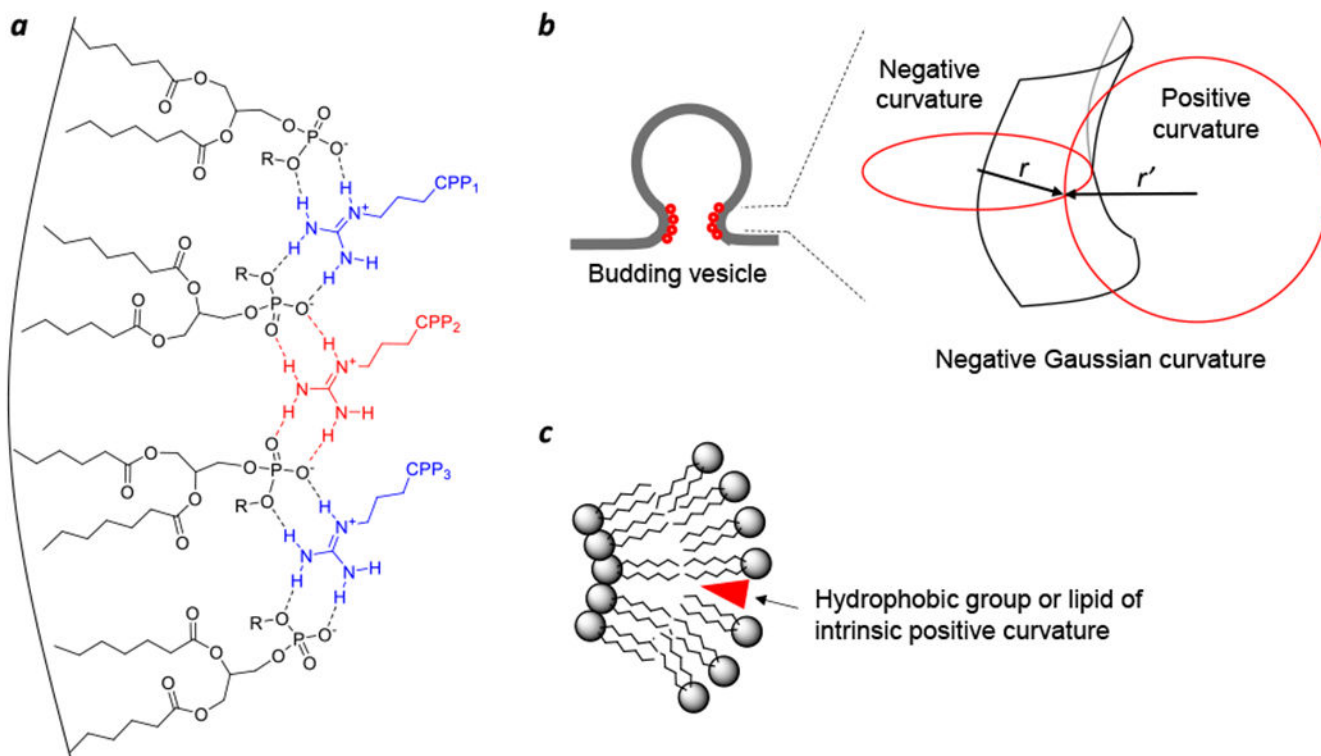 a
O
O
O
O
O
P
O
R
O
O-
H
CPP1
H
N+
N
H
N-H
H
O
O
O
O
R
O
O
P
O-
O
H
CPP2
H
N+
N
H
N-H
H
O
O
O
O
O
O
P
O-
R
O
H
CPP3
H
N+
N
H
N-H
H
O
O
O
O
R
O
O
P
O-
O
b
Budding vesicle
Negative
curvature
Positive
curvature
r
r'
Negative Gaussian curvature
c
Hydrophobic group or lipid of
intrinsic positive curvature